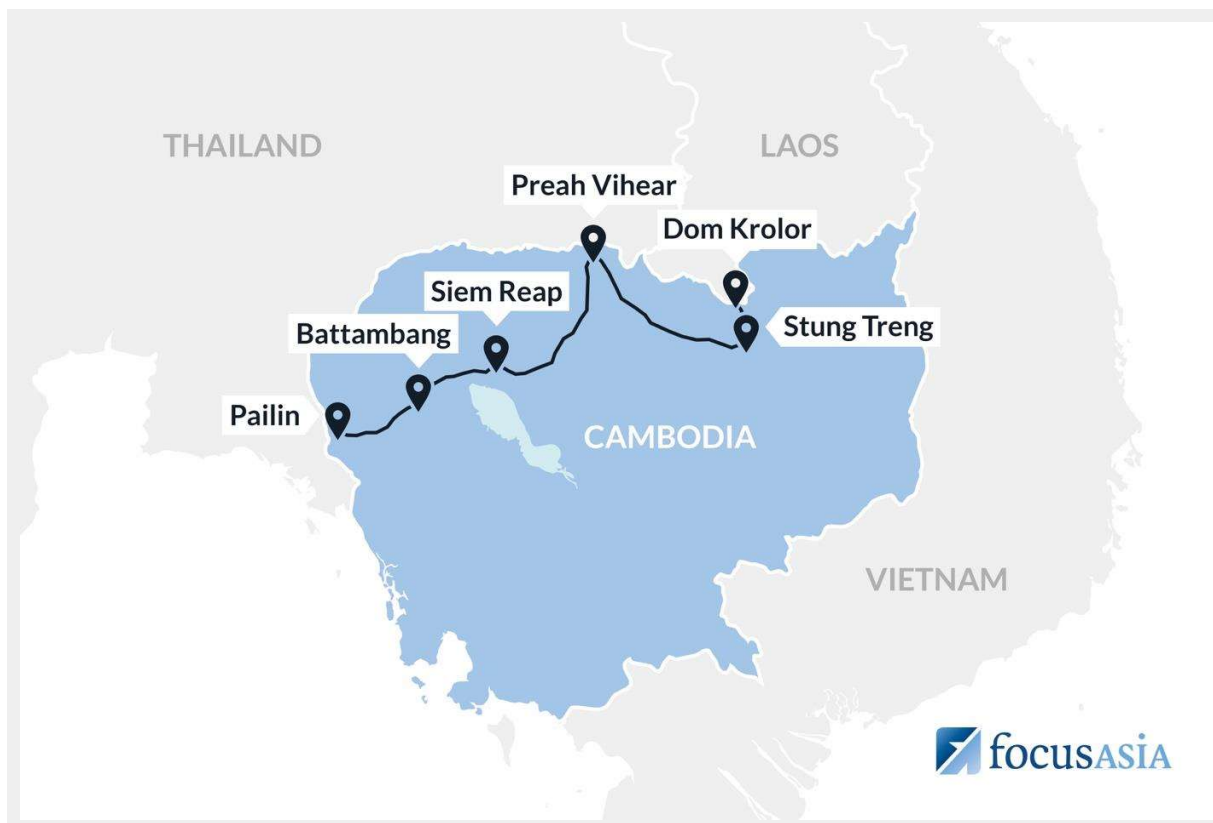 THAILAND
LAOS
Preah Vihear
Dom Krolor
Siem Reap
Stung Treng
Battambang
Pailin
CAMBODIA
VIETNAM
focusASIA